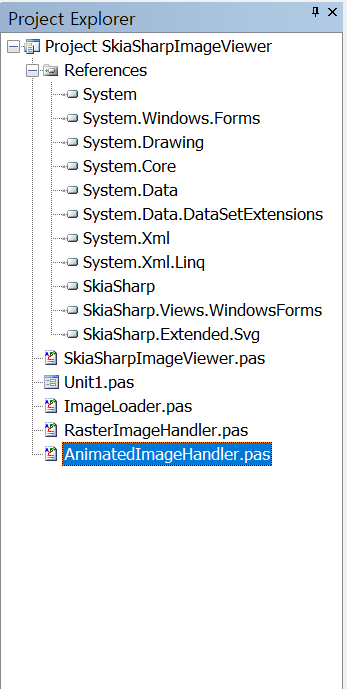 Project Explorer
Project SkiaSharpImageViewer
References
System
System.Windows.Forms
System.Drawing
System.Core
System.Data
System.Data.DataSetExtensions
System.Xml
System.Xml.Linq
SkiaSharp
SkiaSharp.Views.WindowsForms
SkiaSharp.Extended.Svg
SkiaSharpImageViewer.pas
Unit1.pas
ImageLoader.pas
RasterImageHandler.pas
AnimatedImageHandler.pas